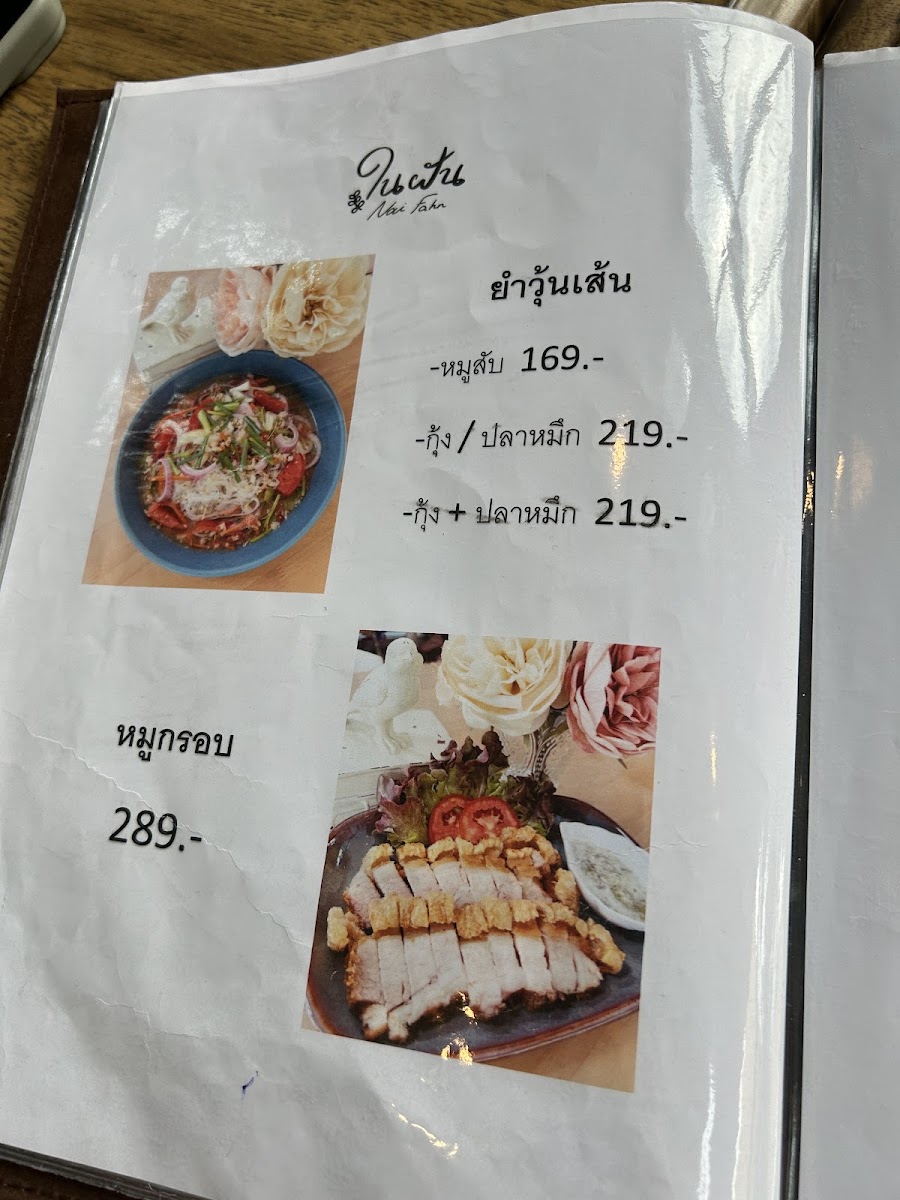 ในฝัน
Nai Fahn
ยำวุ้นเส้น
-หมูสับ 169.-
-กุ้ง / ปลาหมึก 219.-
-กุ้ง + ปลาหมึก 219.-
หมูกรอบ
289.-